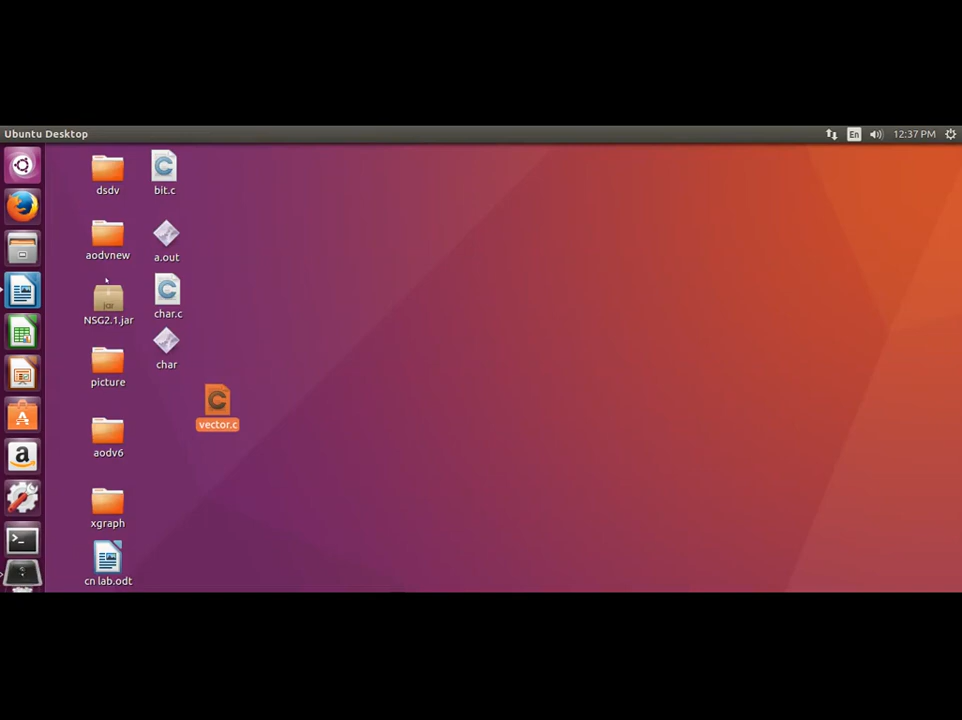 Ubuntu Desktop
En
12:37 PM
dsdv
bit.c
aodvnew
a.out
jar
NSG2.1.jar
char.c
picture
char
vector.c
aodv6
xgraph
cn lab.odt